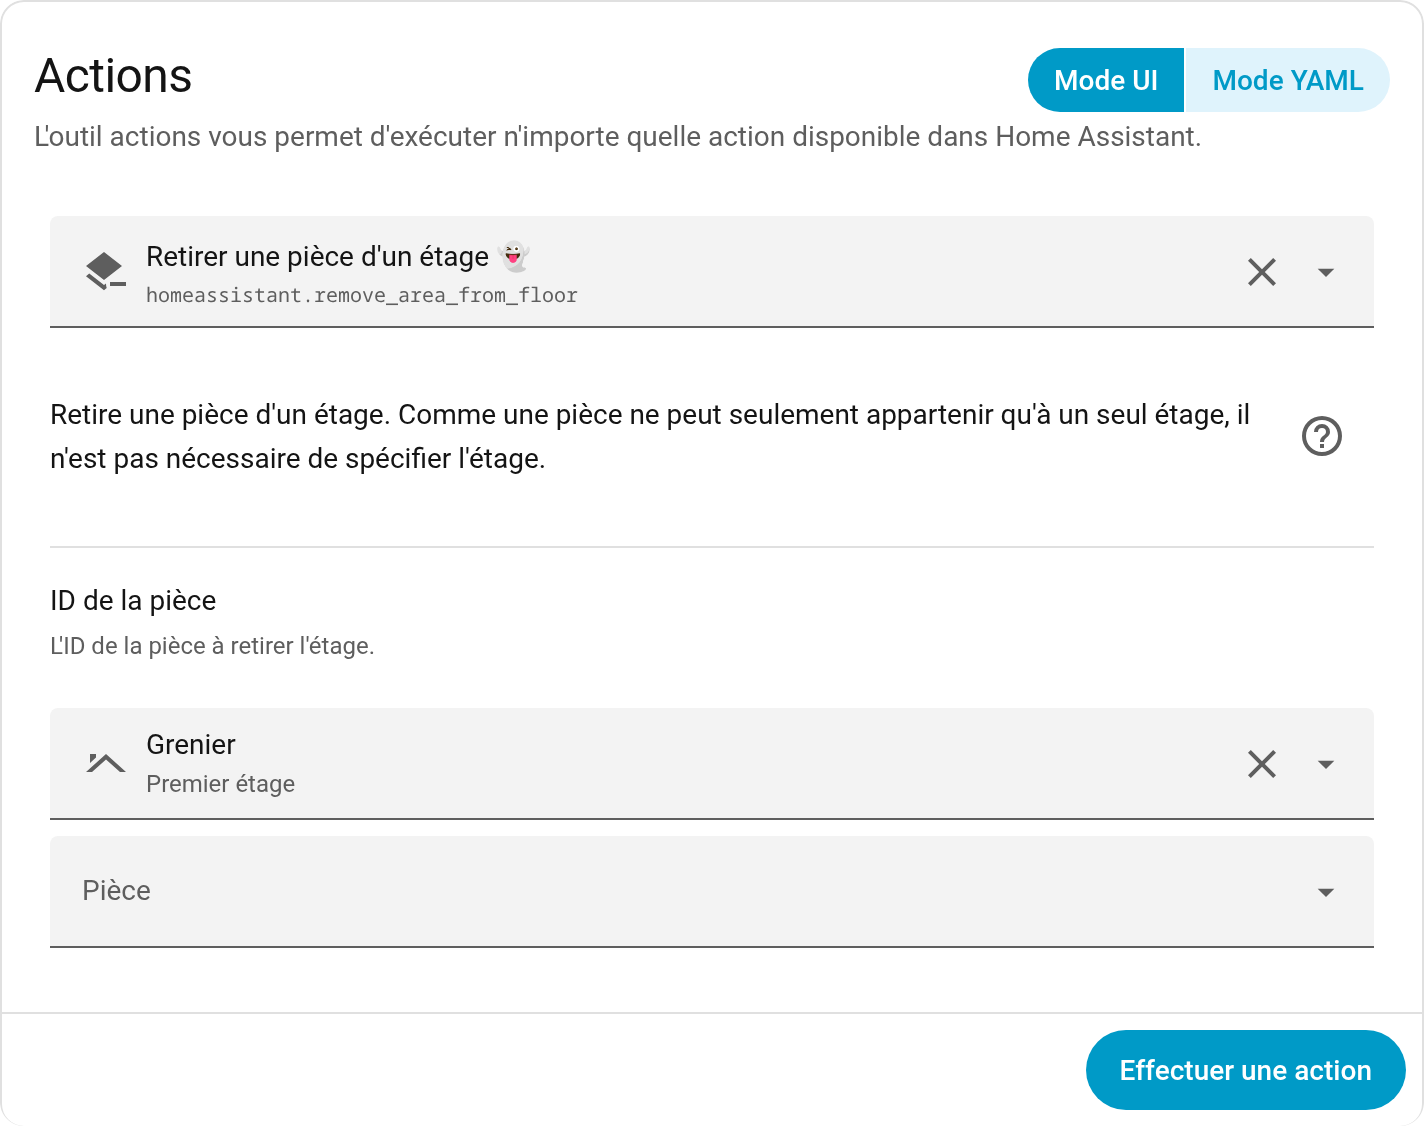 Actions
Mode UI
Mode YAML
L'outil actions vous permet d'exécuter n'importe quelle action disponible dans Home Assistant.
Retirer une pièce d'un étage 👻
homeassistant.remove_area_from_floor
Retire une pièce d'un étage. Comme une pièce ne peut seulement appartenir qu'à un seul étage, il
n'est pas nécessaire de spécifier l'étage.
ID de la pièce
L'ID de la pièce à retirer l'étage.
Grenier
Premier étage
Pièce
Effectuer une action